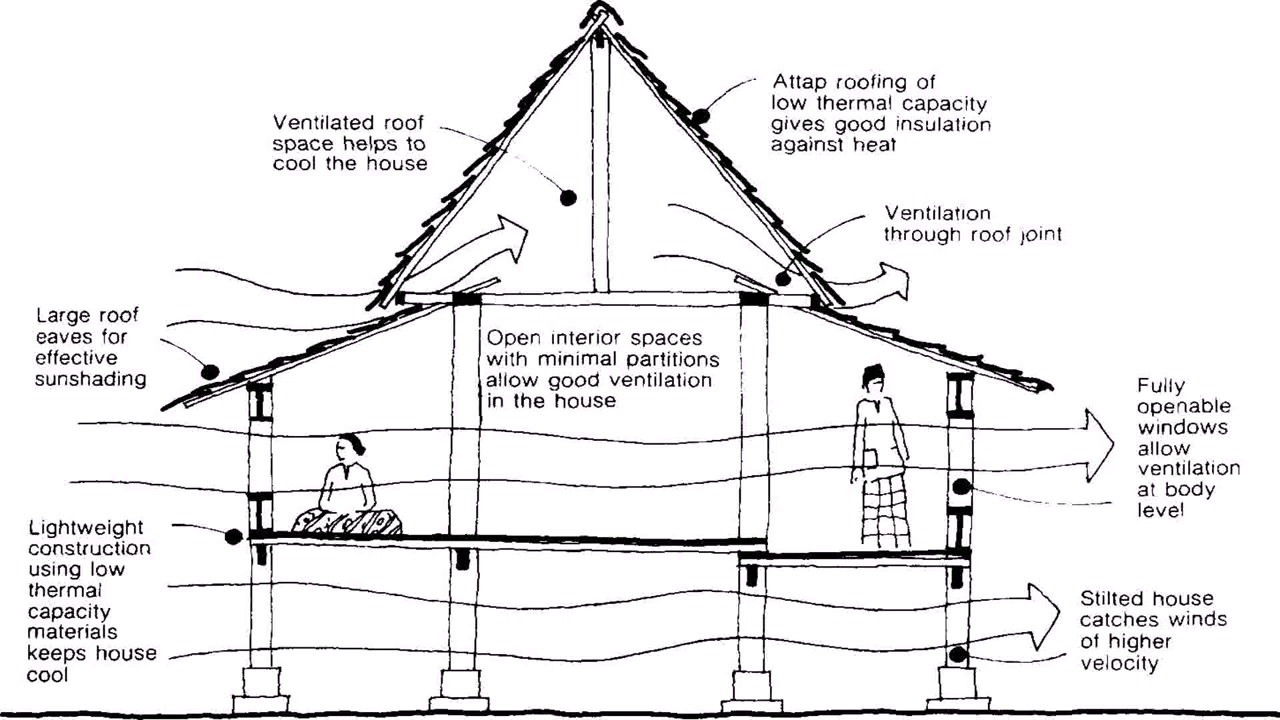 Ventilated roof
space helps to
cool the house
Attap roofing of
low thermal capacity
gives good insulation
against heat
Ventilation
through roof joint
Large roof
eaves for
effective
sunshading
Open interior spaces
with minimal partitions
allow good ventilation
in the house
Fully
openable
windows
allow
ventilation
at body
level
Lightweight
construction
using low
thermal
capacity
materials
keeps house
cool
Stilted house
catches winds
of higher
velocity